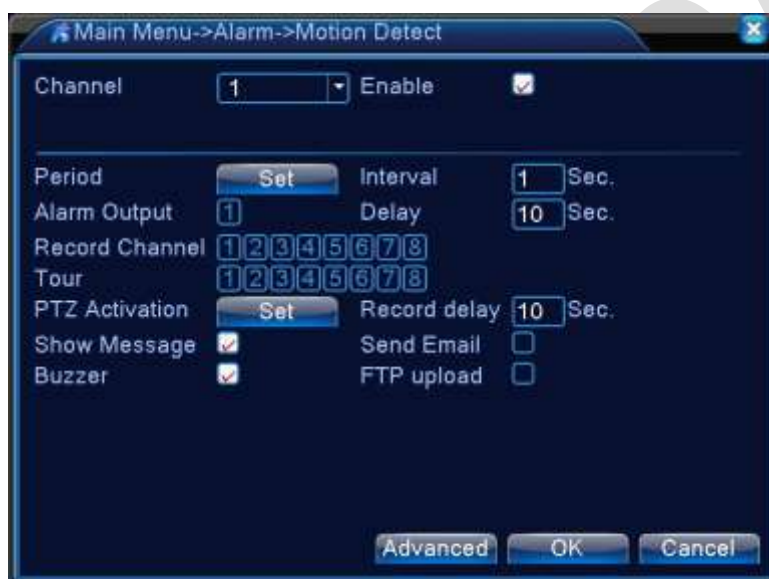 Main Menu->Alarm->Motion Detect
Channel 1 Enable
Period Set Interval 1 Sec.
Alarm Output 1 Delay 10 Sec.
Record Channel 1 2 3 4 5 6 7 8
Tour 1 2 3 4 5 6 7 8
PTZ Activation Set Record delay 10 Sec.
Show Message Send Email
Buzzer FTP upload
Advanced OK Cancel